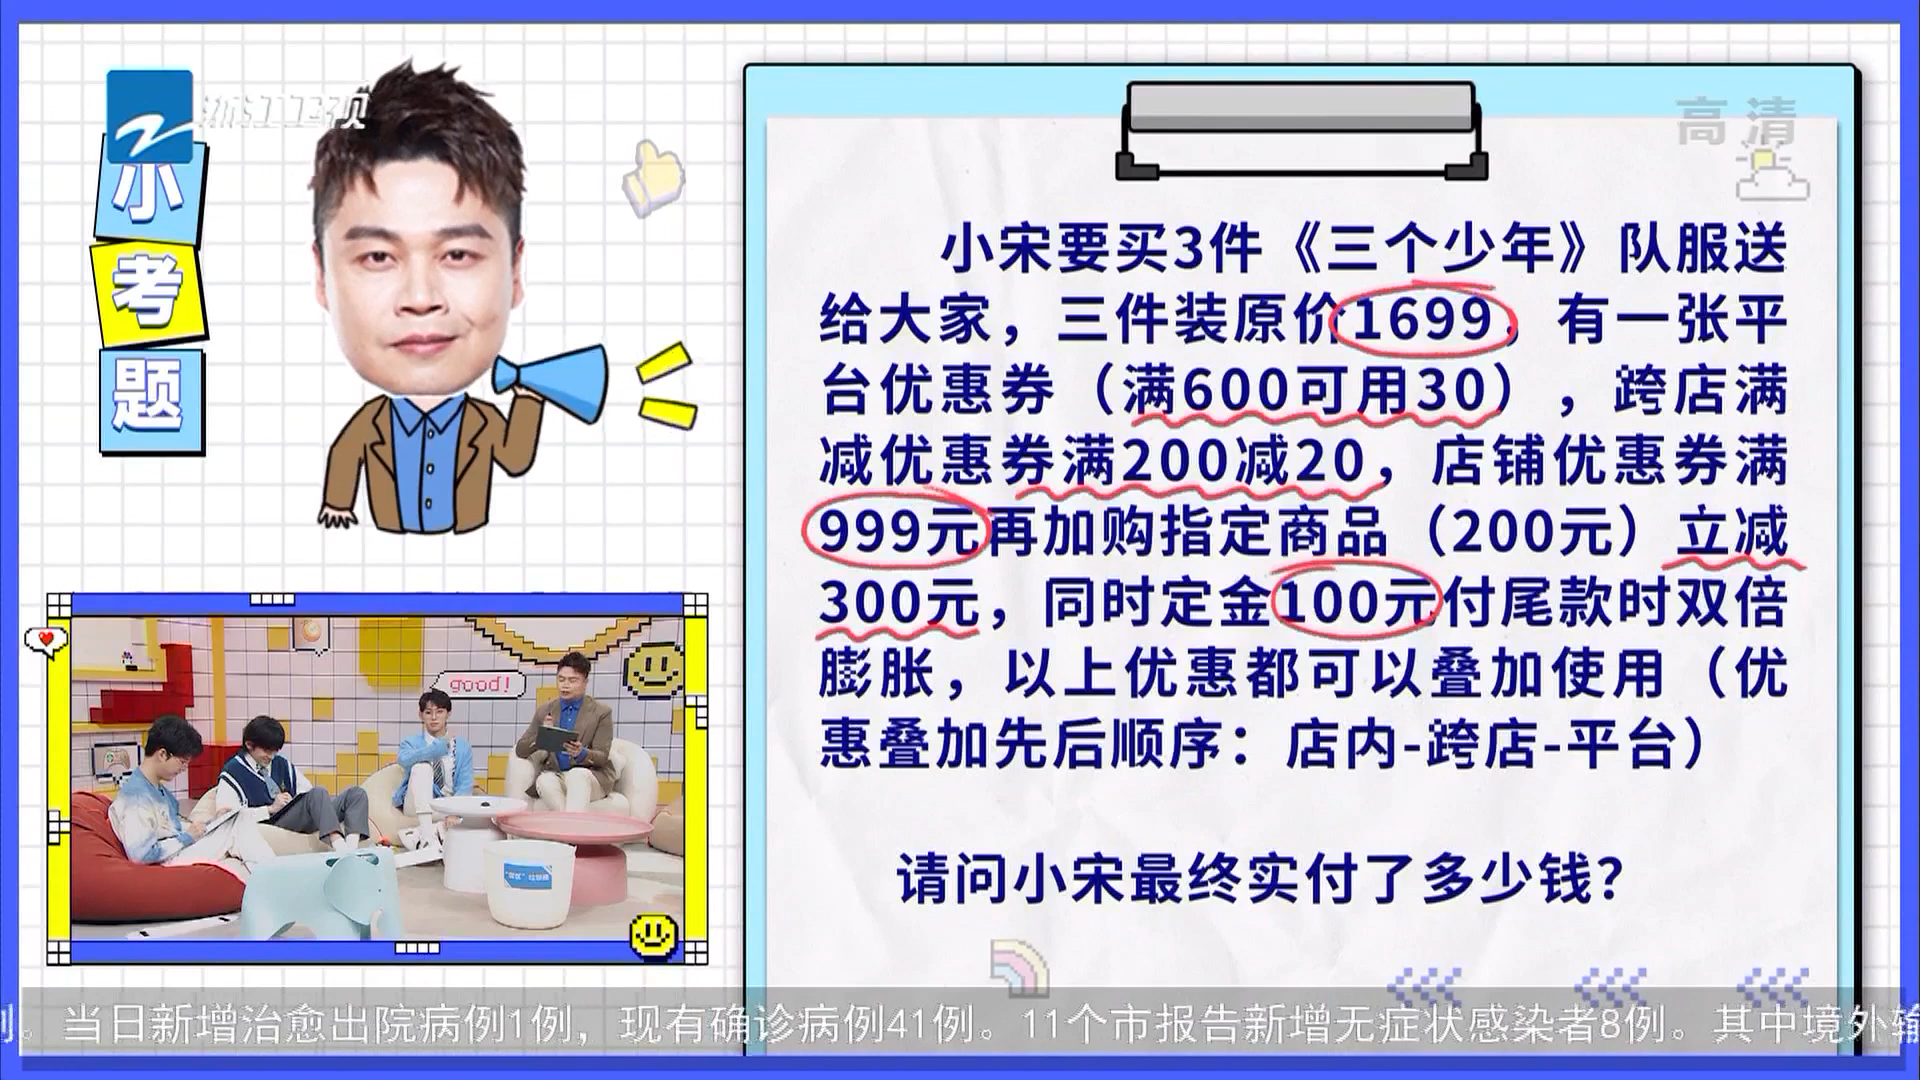 浙江卫视
高清
小
考
题
小宋要买3件《三个少年》队服送
给大家，三件装原价1699，有一张平
台优惠券（满600可用30），跨店满
减优惠券满200减20，店铺优惠券满
999元再加购指定商品（200元）立减
300元，同时定金100元付尾款时双倍
膨胀，以上优惠都可以叠加使用（优
惠叠加先后顺序：店内-跨店-平台）
请问小宋最终实付了多少钱？
good!
当日新增治愈出院病例1例，现有确诊病例41例。11个市报告新增无症状感染者8例。其中境外输